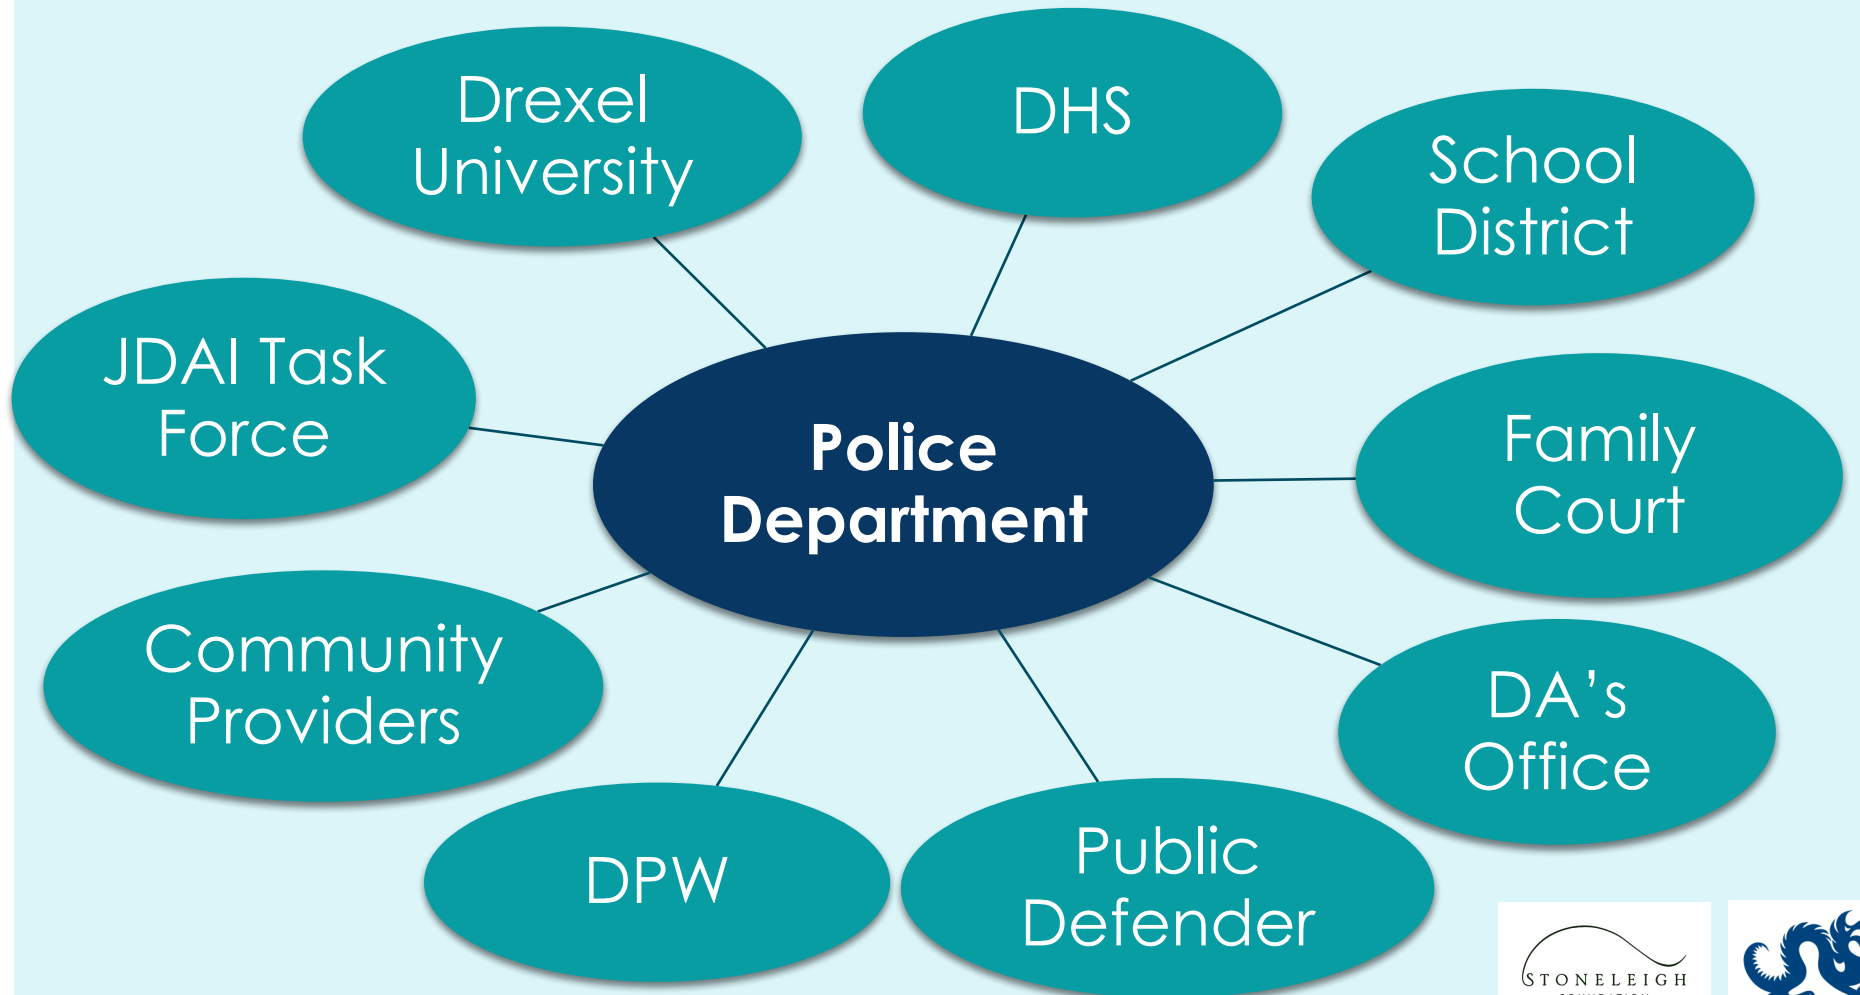 Drexel
University
DHS
School
District
JDAI Task
Force
Police
Department
Family
Court
Community
Providers
DA’s
Office
DPW
Public
Defender
STONELEIGH
FOUNDATION